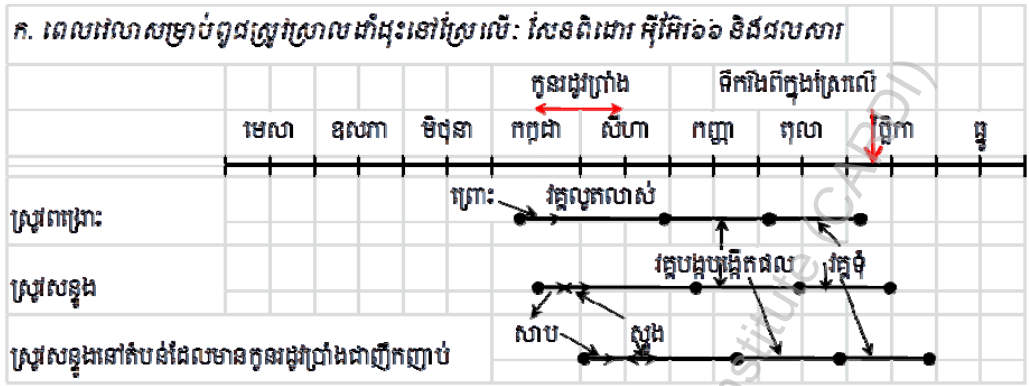 ក. ពេលវេលាសម្រាប់ពូជស្រូវស្រាលដាំដុះនៅស្រែលើ: សែនពិដោរ អ៊ីអ៊ែរ៦៦ និងផលសារ
កូនរដូវប្រាំង ទឹករីងពីក្នុងស្រែលើ
មេសា ឧសភា មិថុនា កក្កដា សីហា កញ្ញា តុលា វិច្ឆិកា ធ្នូ
ព្រោះ វគ្គលូតលាស់
ស្រូវពង្រោះ
វគ្គបង្កបង្កើតផល វគ្គទុំ
ស្រូវសន្ទូង
សាប ស្ទូង
ស្រូវសន្ទូងនៅតំបន់ដែលមានកូនរដូវប្រាំងជាញឹកញាប់
stitute (CARDI)